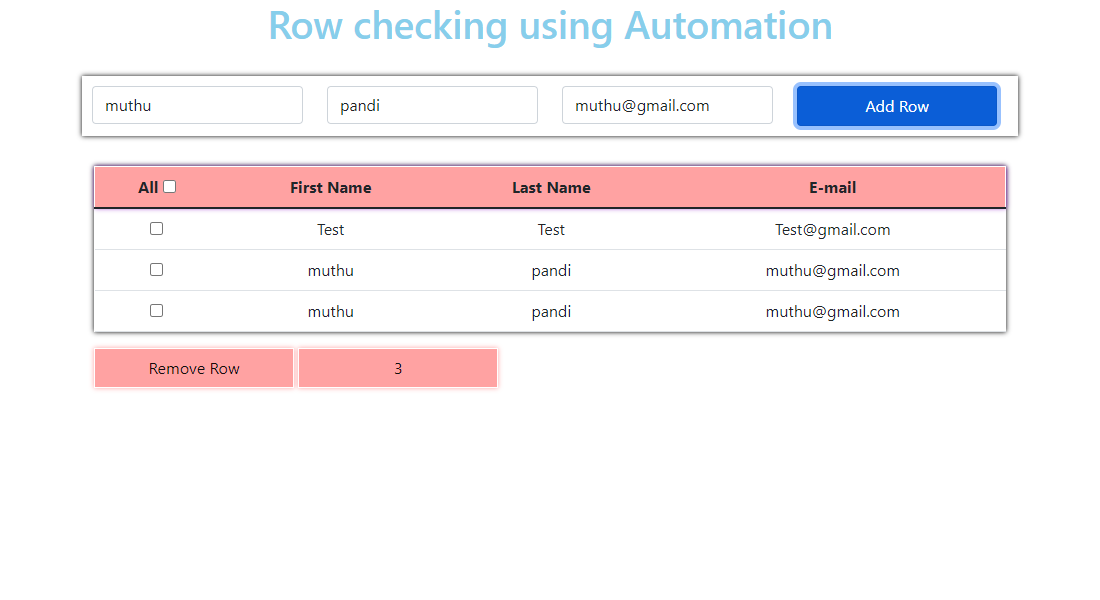 Row checking using Automation
muthu pandi muthu@gmail.com Add Row
All First Name Last Name E-mail
Test Test Test@gmail.com
muthu pandi muthu@gmail.com
muthu pandi muthu@gmail.com
Remove Row 3